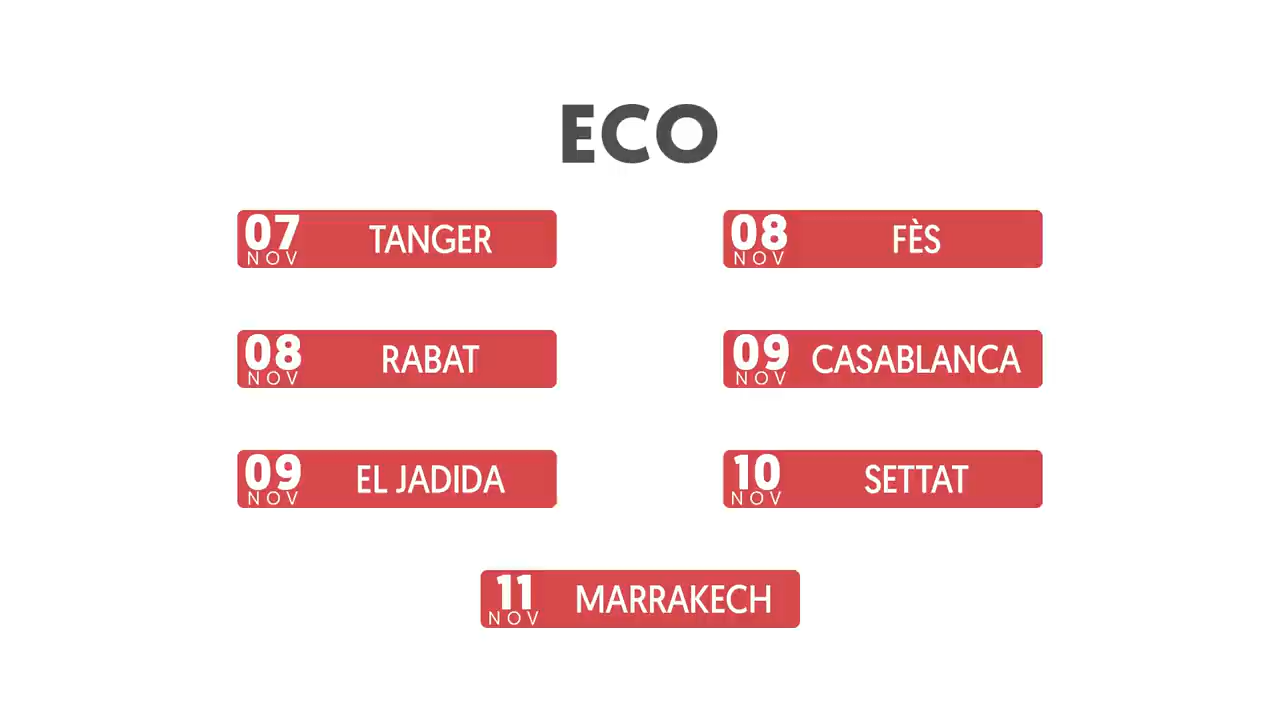 ECO
07 NOV TANGER
08 NOV FÈS
08 NOV RABAT
09 NOV CASABLANCA
09 NOV EL JADIDA
10 NOV SETTAT
11 NOV MARRAKECH